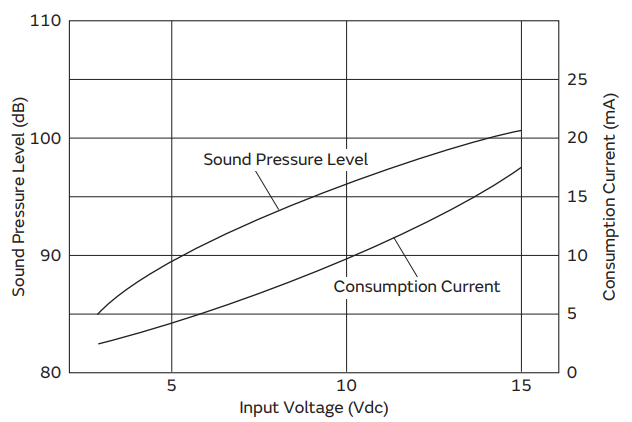 110
100
90
80
Sound Pressure Level (dB)
Sound Pressure Level
Consumption Current
25
20
15
10
5
0
Consumption Current (mA)
5
10
15
Input Voltage (Vdc)